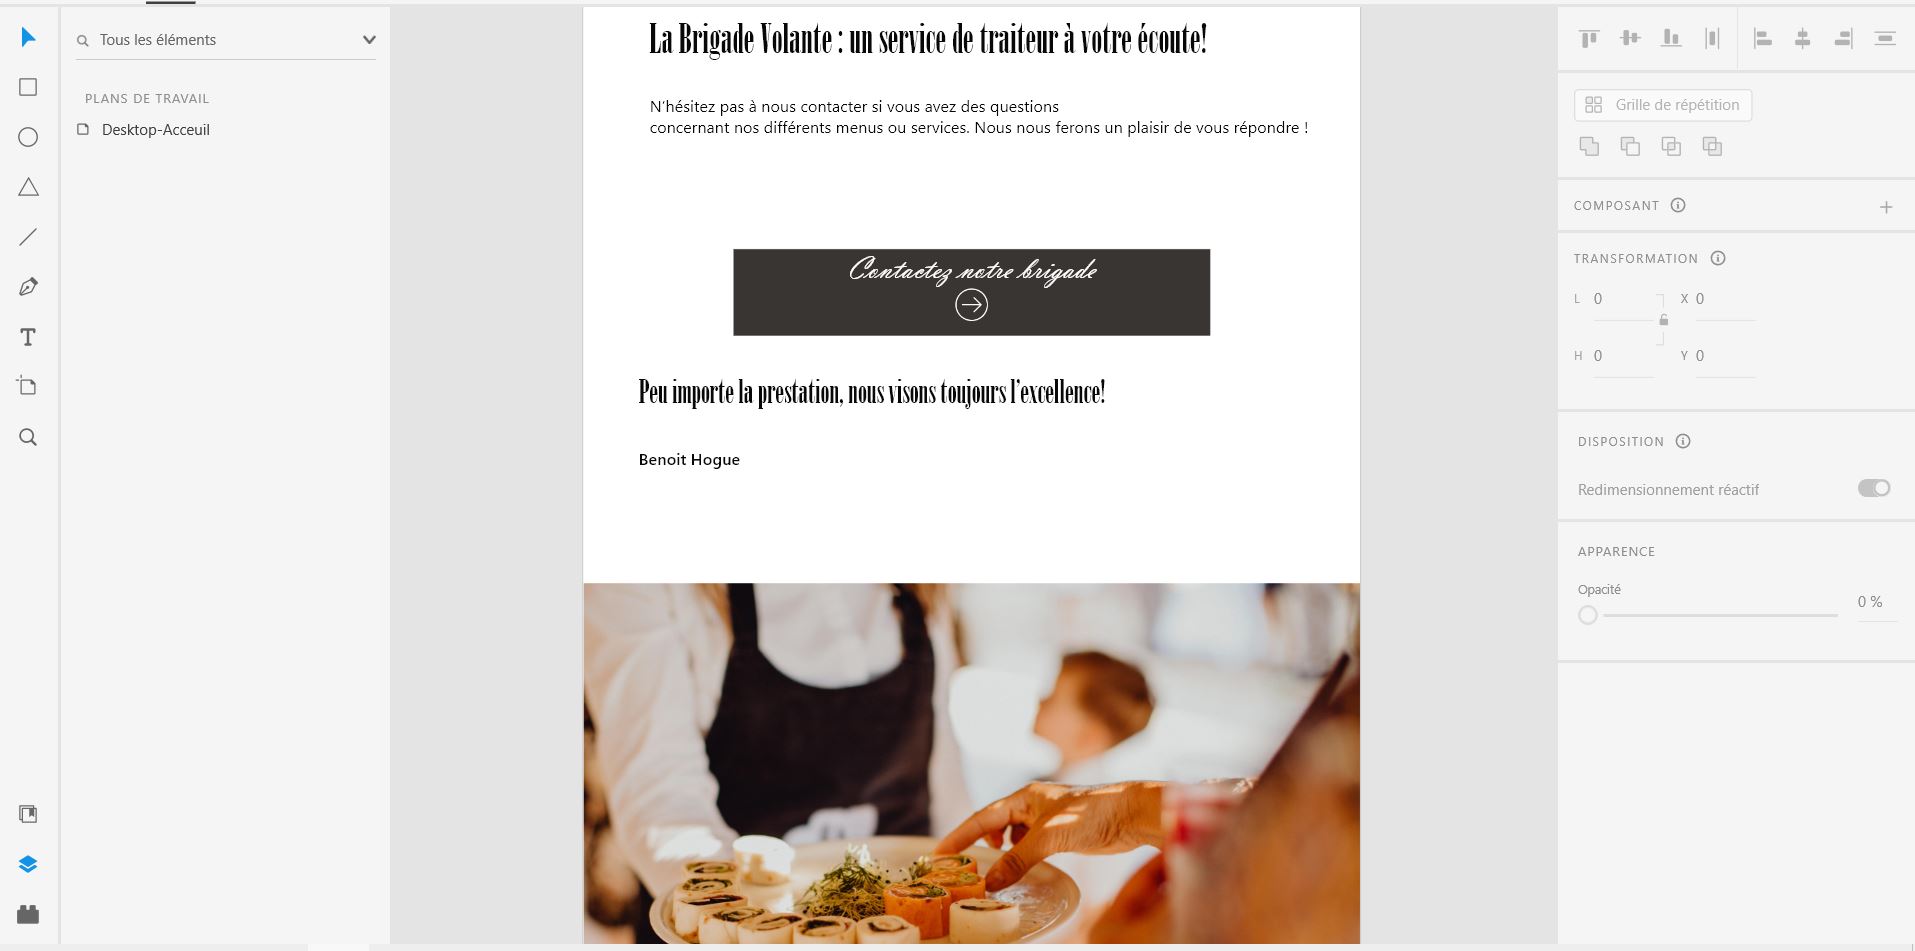 Tous les éléments
PLANS DE TRAVAIL
Desktop-Acceuil
La Brigade Volante : un service de traiteur à votre écoute!
N'hésitez pas à nous contacter si vous avez des questions
concernant nos différents menus ou services. Nous nous ferons un plaisir de vous répondre !
Contactez notre brigade
Peu importe la prestation, nous visons toujours l'excellence!
Benoit Hogue
Grille de répétition
COMPOSANT
TRANSFORMATION
L 0 X 0
H 0 Y 0
DISPOSITION
Redimensionnement réactif
APPARENCE
Opacité
0 %